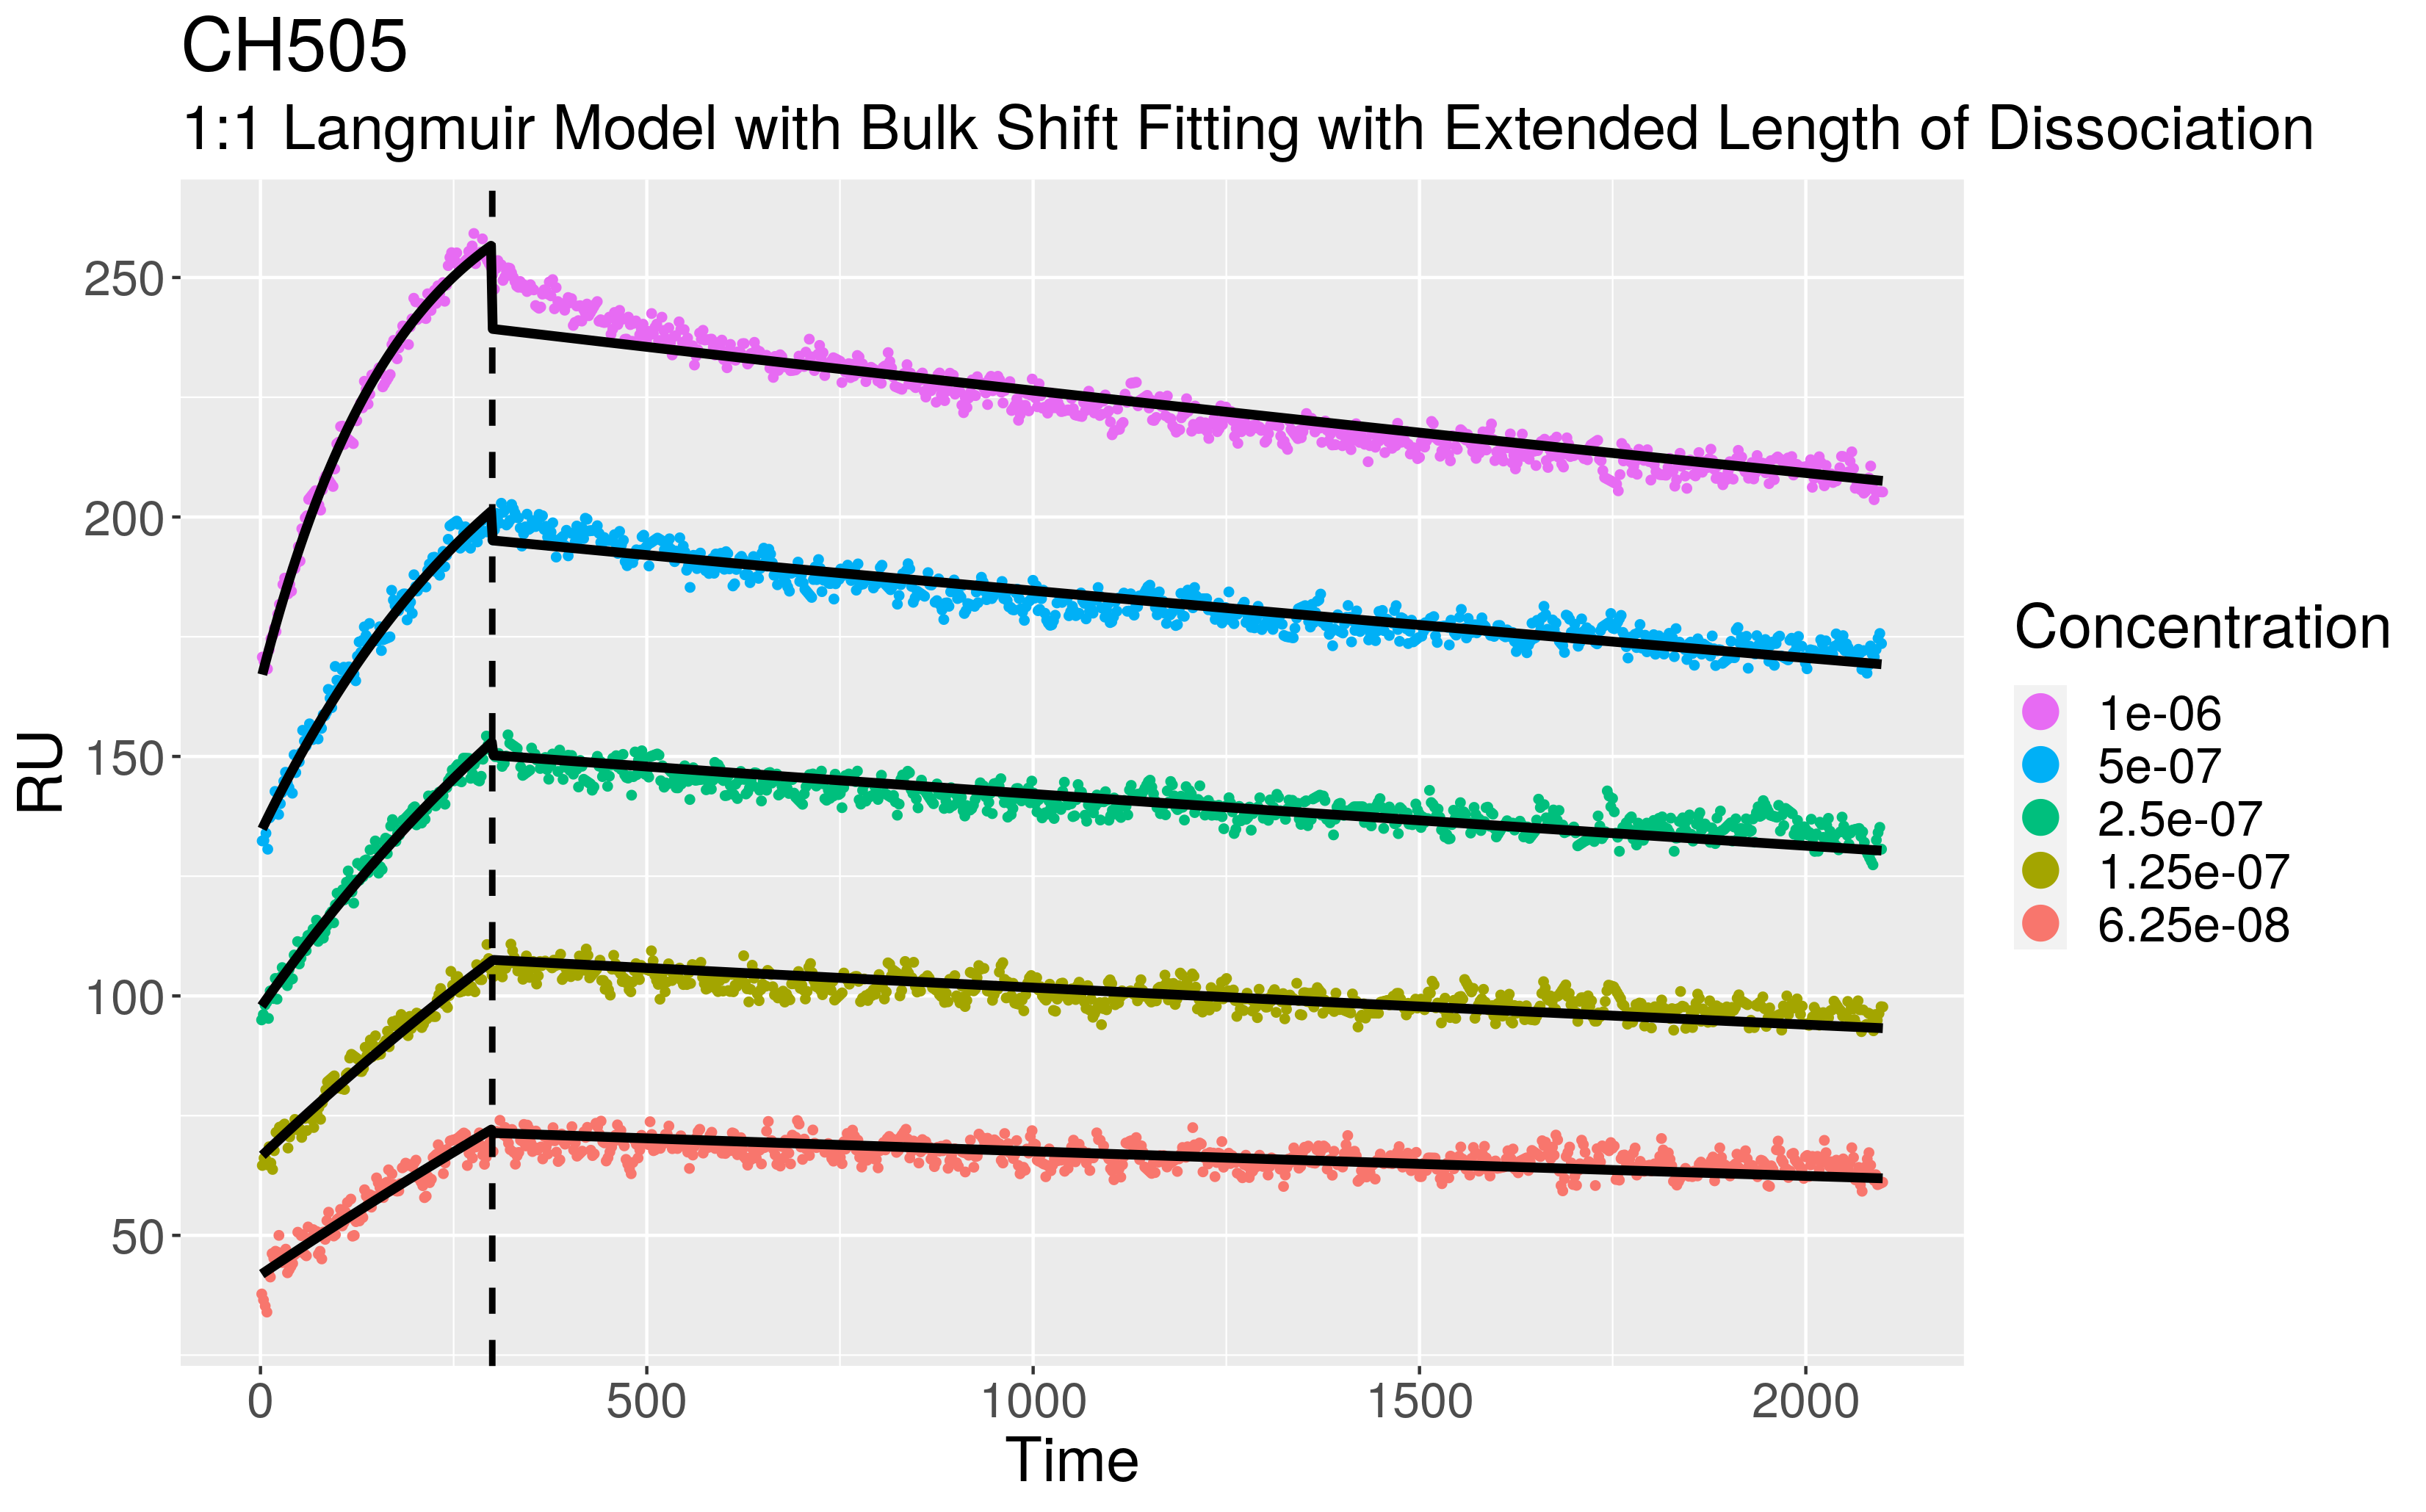 CH505
1:1 Langmuir Model with Bulk Shift Fitting with Extended Length of Dissociation
RU
250
200
150
100
50
0
500
1000
1500
2000
Time
Concentration
1e-06
5e-07
2.5e-07
1.25e-07
6.25e-08